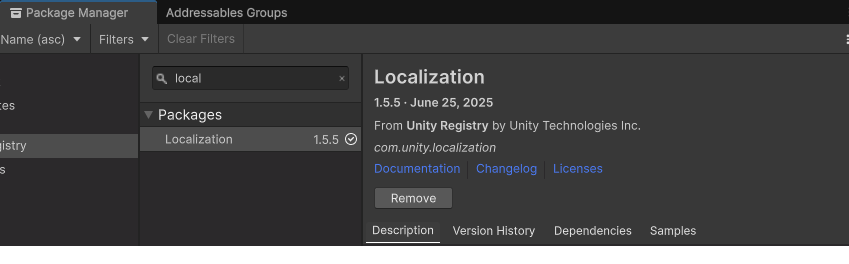 Package Manager
Addressables Groups
Name (asc)
Filters
Clear Filters
local
Packages
Localization 1.5.5
Localization
1.5.5 · June 25, 2025
From Unity Registry by Unity Technologies Inc.
com.unity.localization
Documentation Changelog Licenses
Remove
Description Version History Dependencies Samples